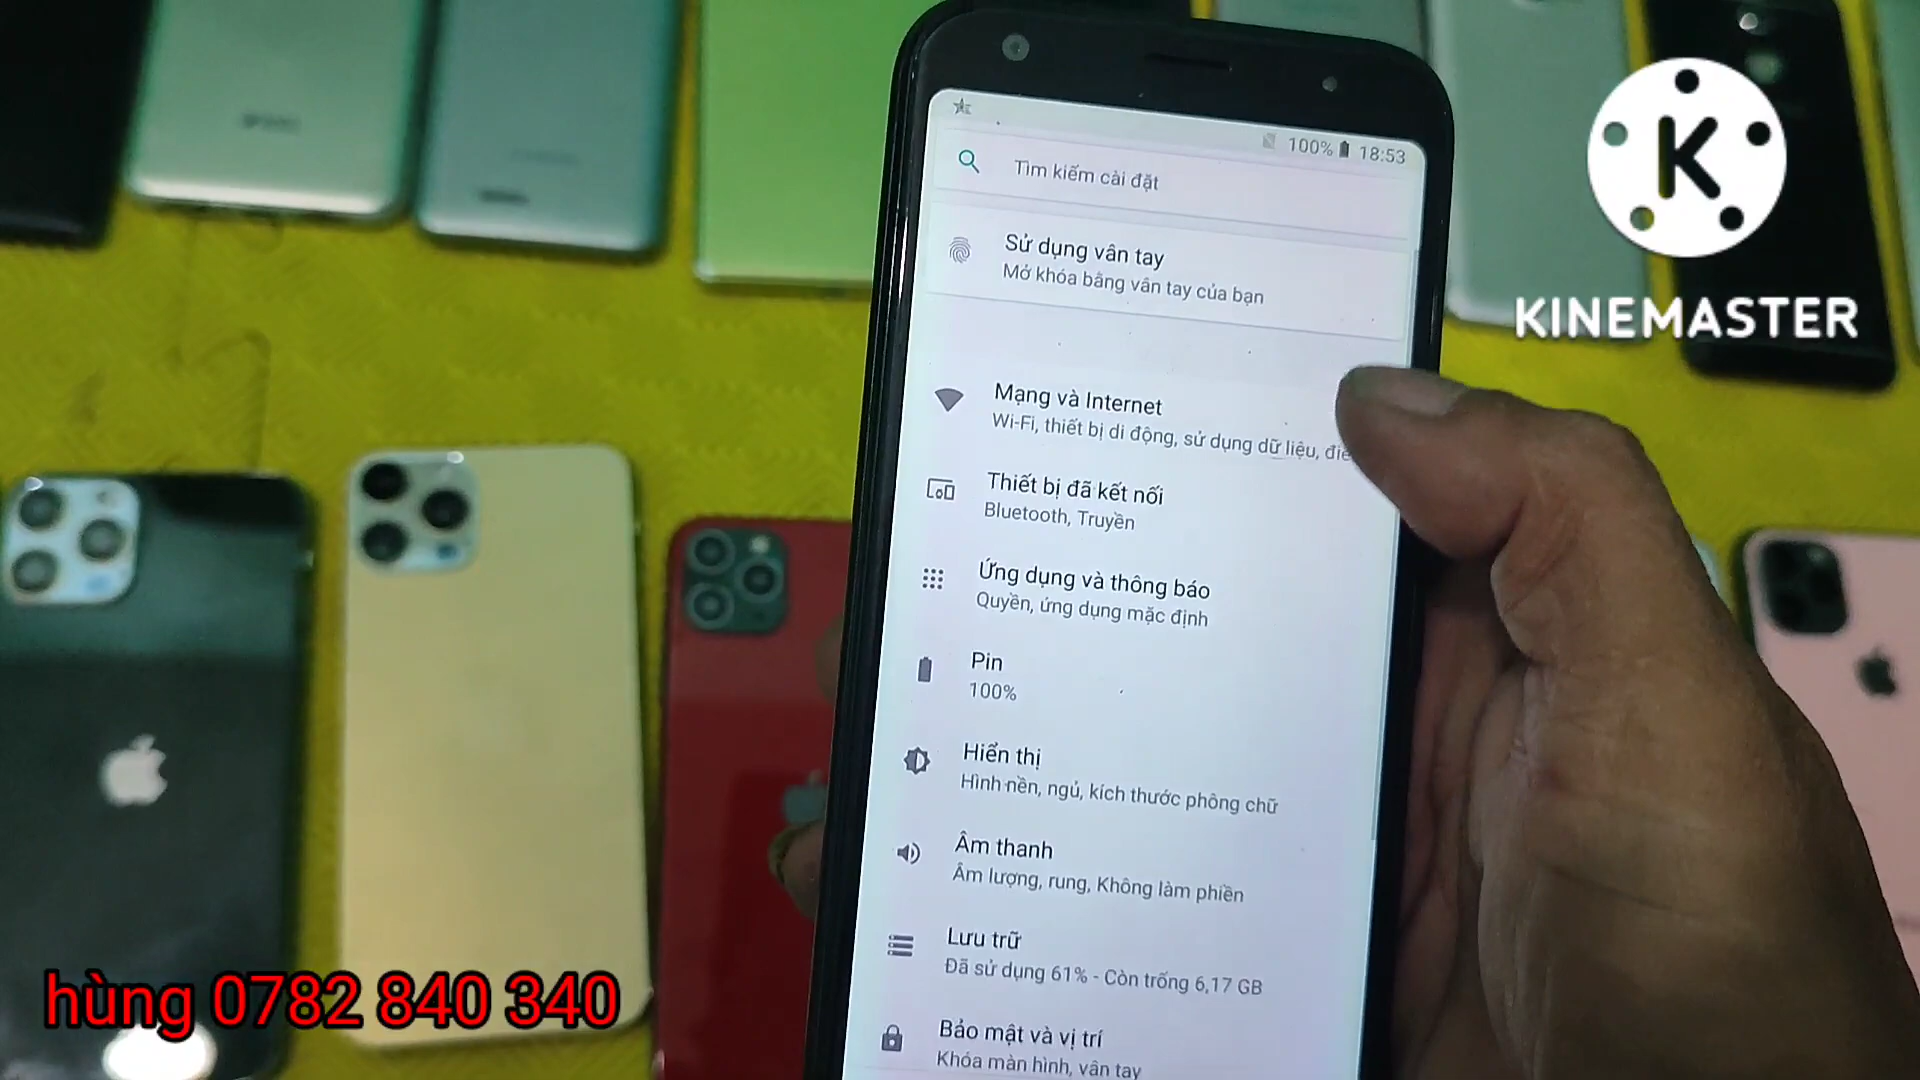 100% 18:53
Tìm kiếm cài đặt
Sử dụng vân tay
Mở khóa bằng vân tay của bạn
Mạng và Internet
Wi-Fi, thiết bị di động, sử dụng dữ liệu, điề
Thiết bị đã kết nối
Bluetooth, Truyền
Ứng dụng và thông báo
Quyền, ứng dụng mặc định
Pin
100%
Hiển thị
Hình nền, ngủ, kích thước phông chữ
Âm thanh
Âm lượng, rung, Không làm phiền
Lưu trữ
Đã sử dụng 61% - Còn trống 6,17 GB
Bảo mật và vị trí
Khóa màn hình, vân tay
K
KINEMASTER
hùng 0782 840 340